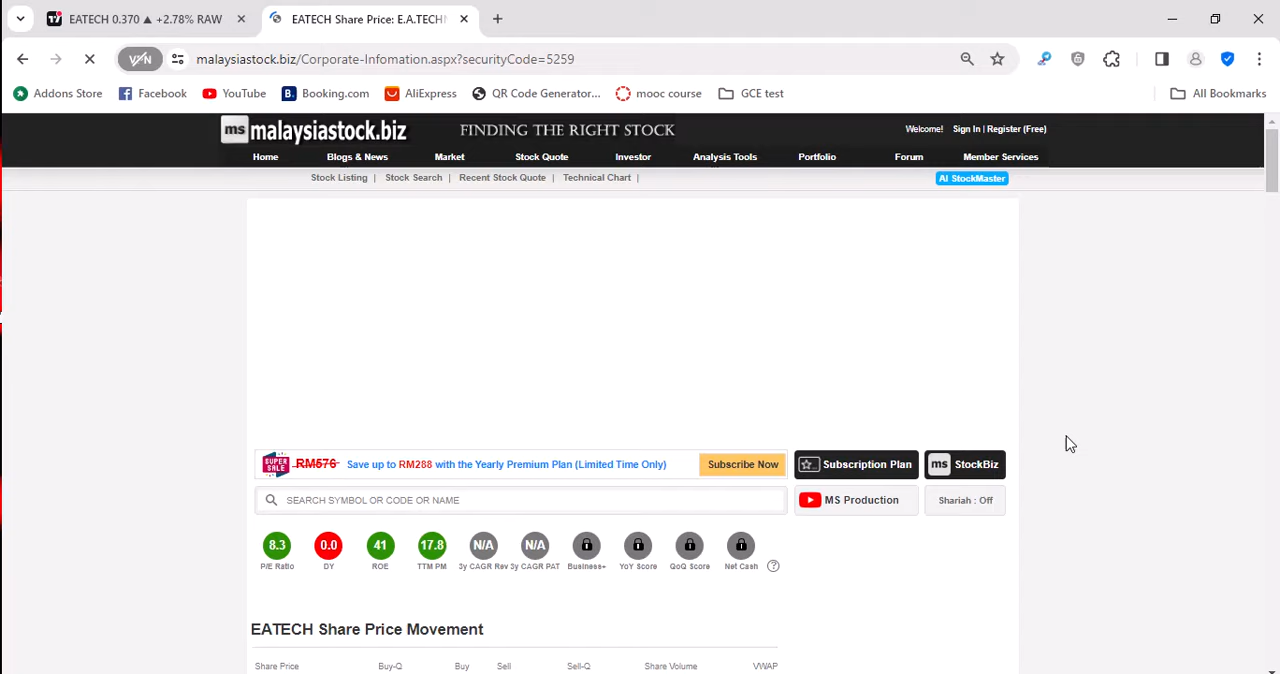 EATECH 0.370 ▲ +2.78% RAW
EATECH Share Price: E.A.TECHN
VPN malaysiastock.biz/Corporate-Infomation.aspx?securityCode=5259
Addons Store Facebook YouTube B. Booking.com AliExpress QR Code Generator... mooc course GCE test All Bookmarks
ms malaysiastock.biz FINDING THE RIGHT STOCK Welcome! Sign In | Register (Free)
Home Blogs & News Market Stock Quote Investor Analysis Tools Portfolio Forum Member Services
Stock Listing | Stock Search | Recent Stock Quote | Technical Chart | AI StockMaster
SUPER SALE RM576 Save up to RM288 with the Yearly Premium Plan (Limited Time Only) Subscribe Now Subscription Plan ms StockBiz
SEARCH SYMBOL OR CODE OR NAME MS Production Shariah : Off
8.3 0.0 41 17.8 N/A N/A
P/E Ratio DY ROE TTM PM 3y CAGR Rev 3y CAGR PAT Business+ YoY Score QoQ Score Net Cash ?
EATECH Share Price Movement
Share Price Buy-Q Buy Sell Sell-Q Share Volume VWAP